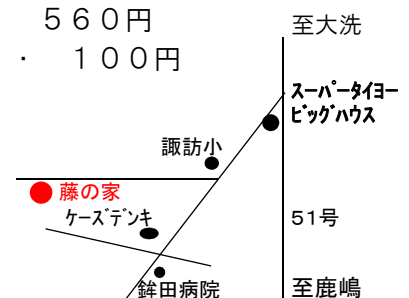 ５６０円
・　１００円
至大洗
スーパータイヨー
ビッグハウス
諏訪小
藤の家
ケーズデンキ
51号
鉾田病院
至鹿嶋